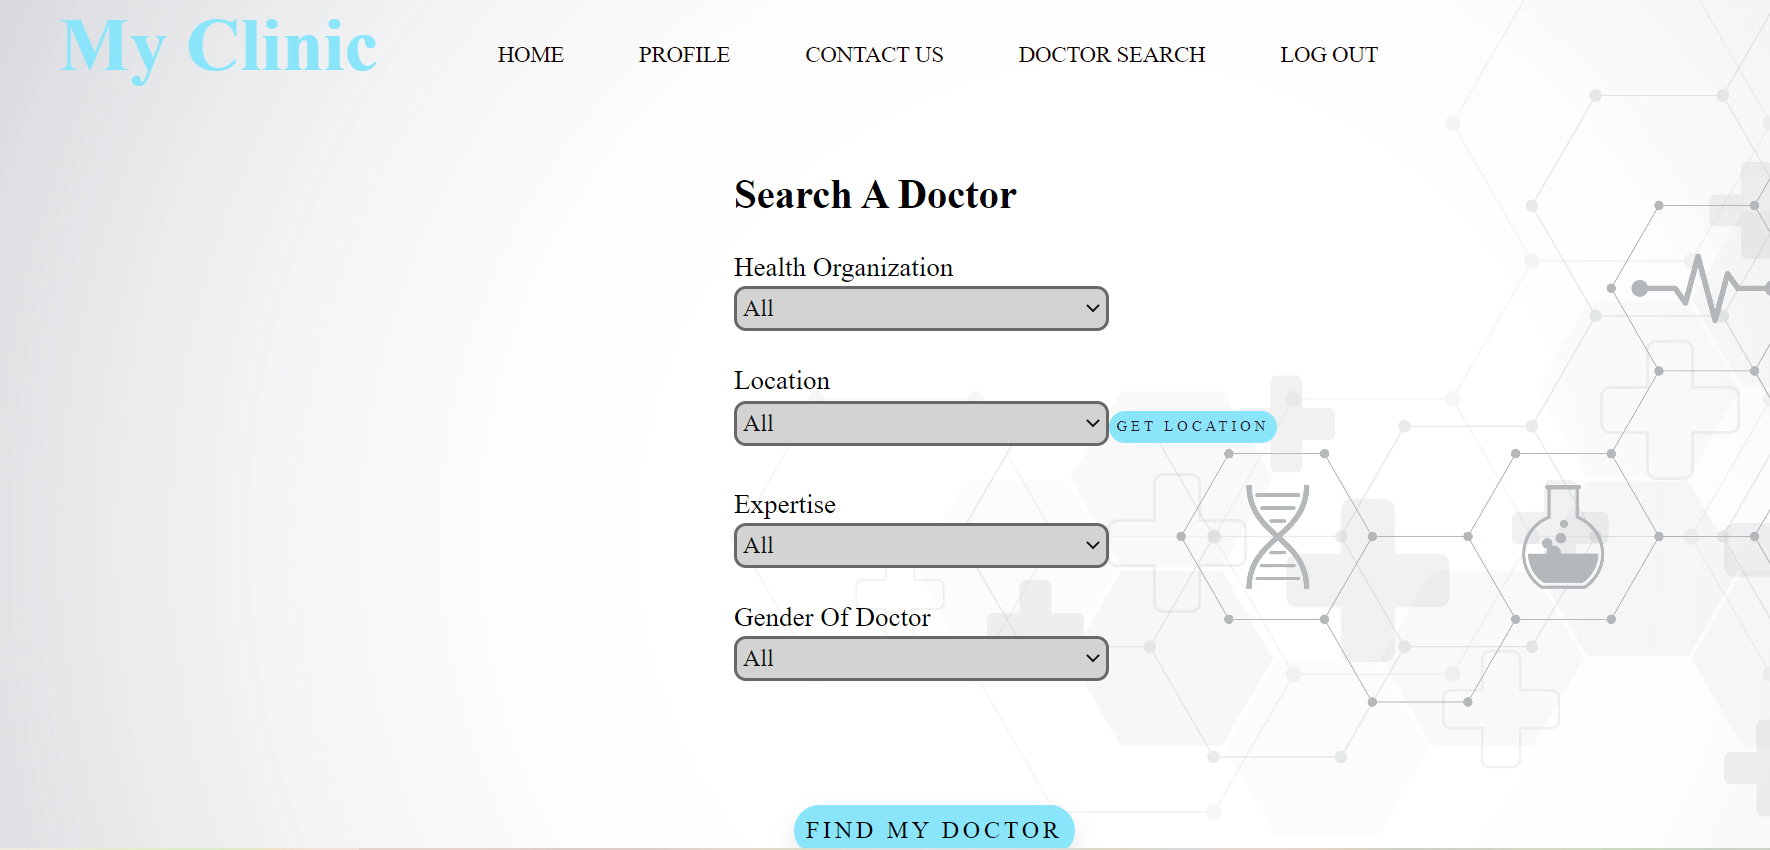 My Clinic
HOME PROFILE CONTACT US DOCTOR SEARCH LOG OUT
Search A Doctor
Health Organization
All
Location
All GET LOCATION
Expertise
All
Gender Of Doctor
All
FIND MY DOCTOR